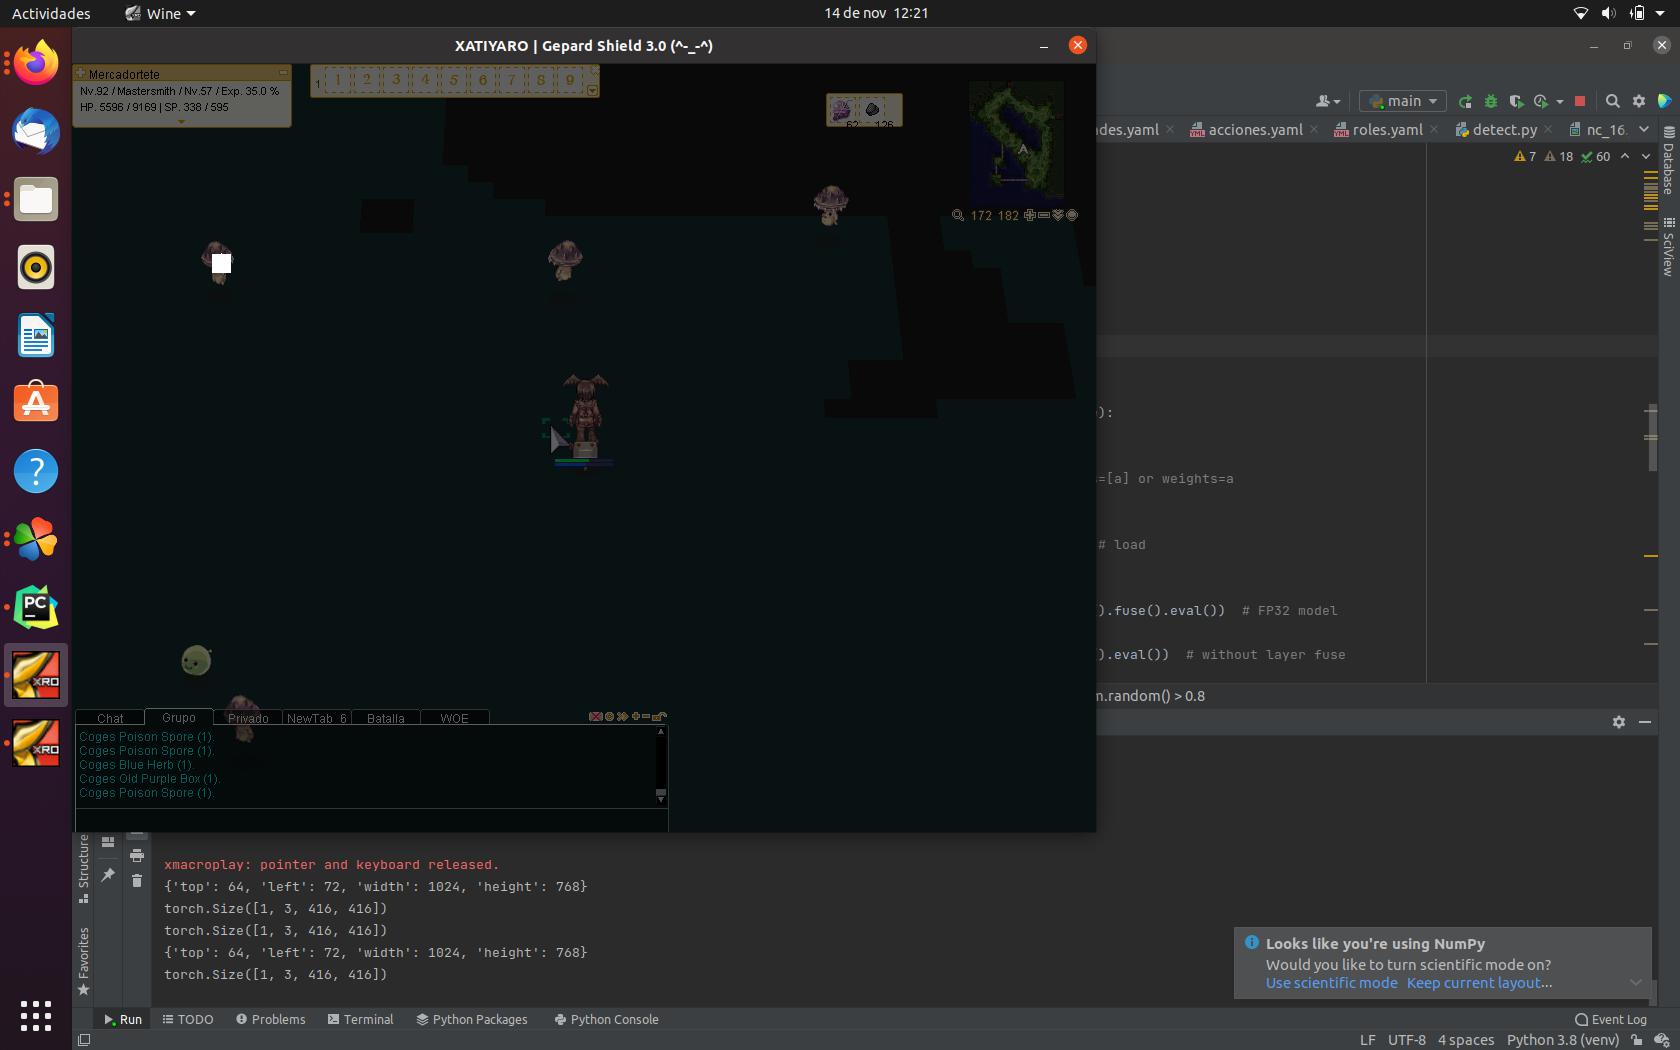 Actividades
Wine
14 de nov 12:21
XATIYARO | Gepard Shield 3.0 (^-_-^)
Mercadortete
Nv.92 / Mastersmith / Nv.57 / Exp. 35.0 %
HP. 5596 / 9169 | SP. 338 / 595
1 1 2 3 4 5 6 7 8 9
62 126
172 182
main
des.yaml
acciones.yaml
roles.yaml
detect.py
nc_16.
7 18 60
Database
SciView
):
=[a] or weights=a
# load
).fuse().eval()) # FP32 model
).eval()) # without layer fuse
m.random() > 0.8
PC
XRO
XRO
Chat Grupo Privado NewTab_6 Batalla WOE
Coges Poison Spore (1).
Coges Poison Spore (1).
Coges Blue Herb (1).
Coges Old Purple Box (1).
Coges Poison Spore (1).
Structure
Favorites
xmacroplay: pointer and keyboard released.
{'top': 64, 'left': 72, 'width': 1024, 'height': 768}
torch.Size([1, 3, 416, 416])
torch.Size([1, 3, 416, 416])
{'top': 64, 'left': 72, 'width': 1024, 'height': 768}
torch.Size([1, 3, 416, 416])
Looks like you're using NumPy
Would you like to turn scientific mode on?
Use scientific mode Keep current layout...
Run TODO Problems Terminal Python Packages Python Console
Event Log
LF UTF-8 4 spaces Python 3.8 (venv)